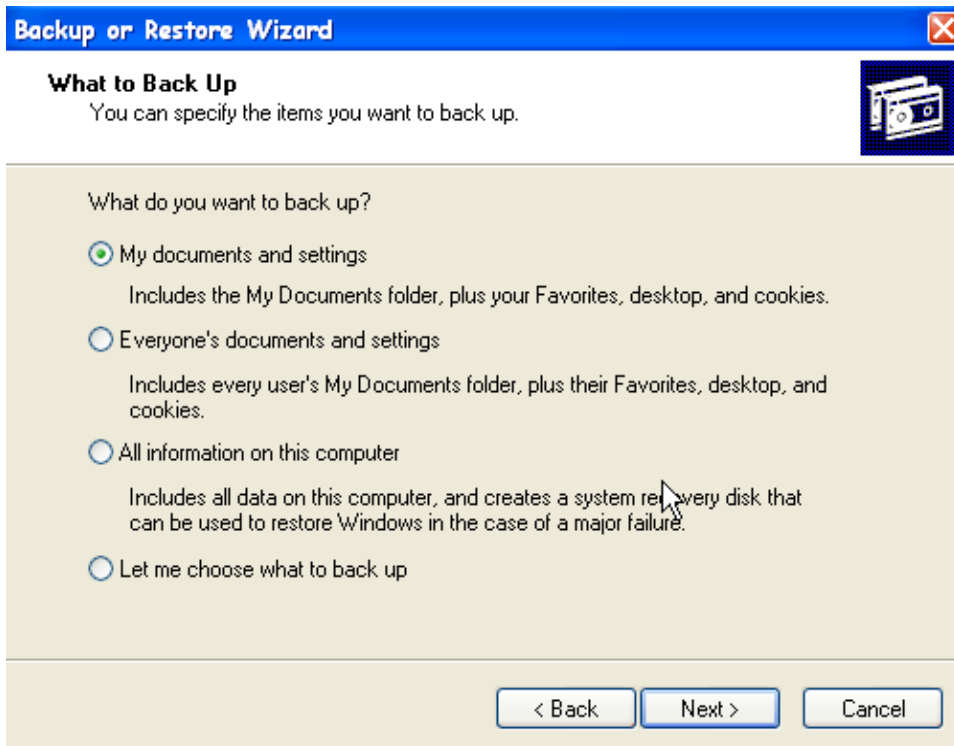 Backup or Restore Wizard
What to Back Up
You can specify the items you want to back up.
What do you want to back up?
My documents and settings
Includes the My Documents folder, plus your Favorites, desktop, and cookies.
Everyone's documents and settings
Includes every user's My Documents folder, plus their Favorites, desktop, and
cookies.
All information on this computer
Includes all data on this computer, and creates a system recovery disk that
can be used to restore Windows in the case of a major failure.
Let me choose what to back up
< Back Next > Cancel